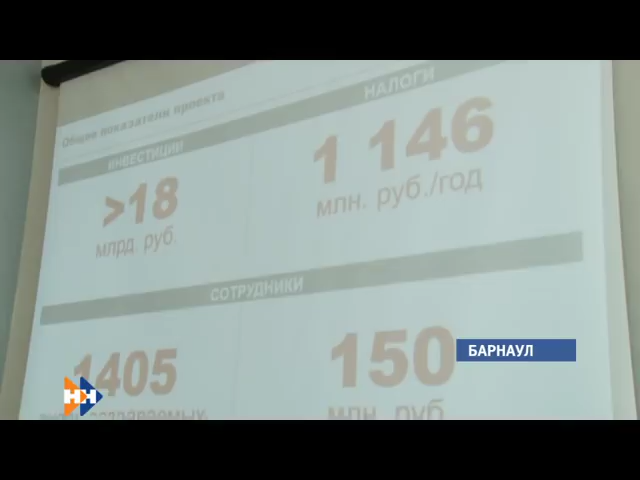 Общие показатели проекта
ИНВЕСТИЦИИ
НАЛОГИ
>18
млрд. руб.
1 146
млн. руб./год
СОТРУДНИКИ
1405
150
млн. руб.
БАРНАУЛ
НН